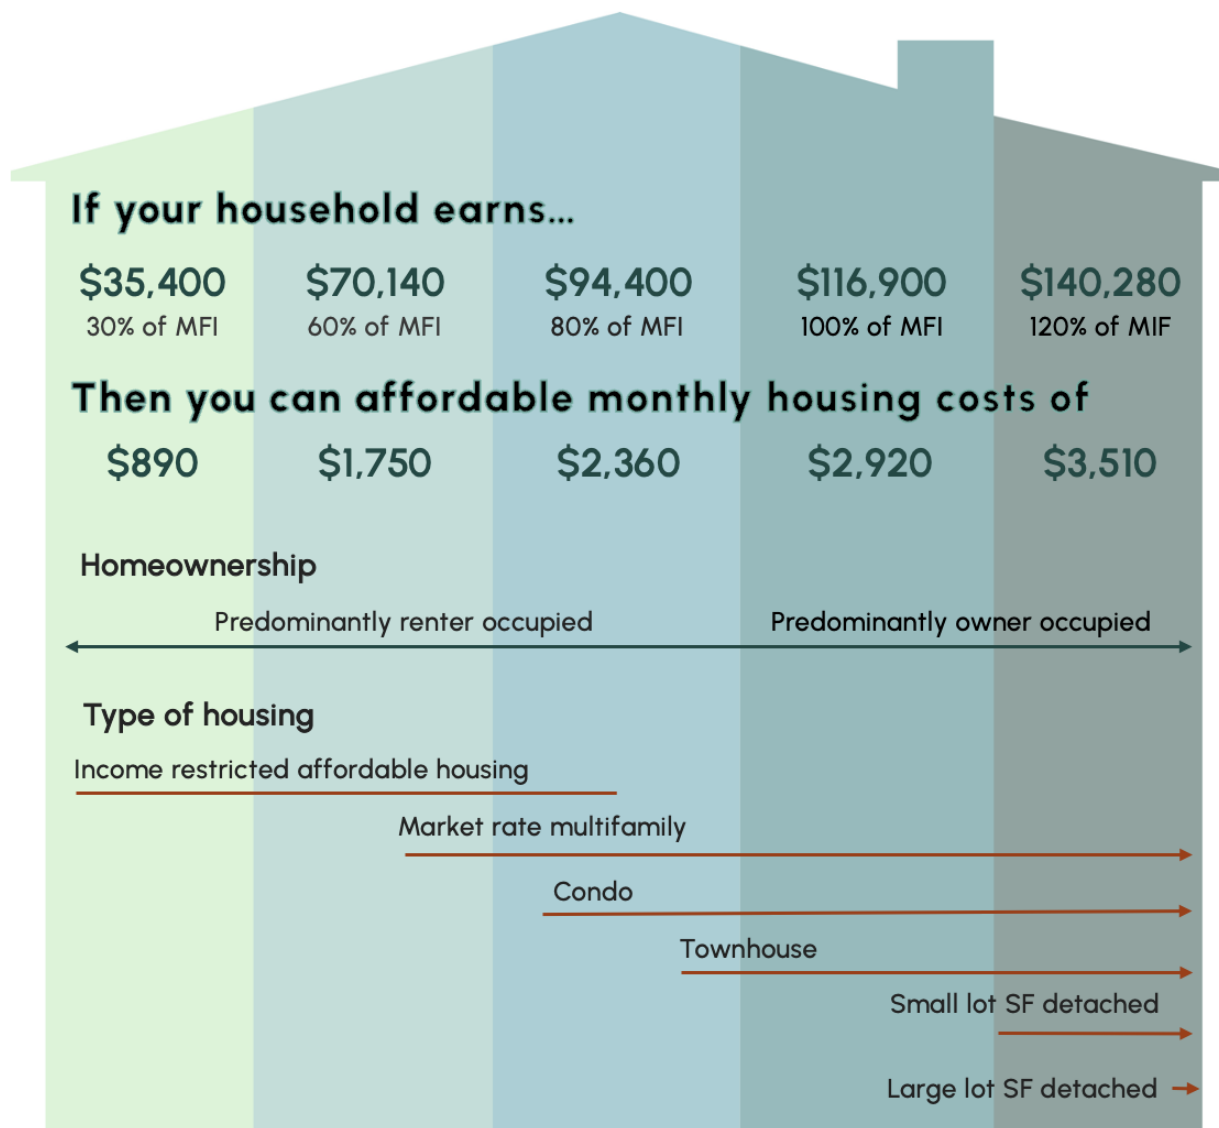 If your household earns...
$35,400 $70,140 $94,400 $116,900 $140,280
30% of MFI 60% of MFI 80% of MFI 100% of MFI 120% of MIF
Then you can affordable monthly housing costs of
$890 $1,750 $2,360 $2,920 $3,510
Homeownership
Predominantly renter occupied Predominantly owner occupied
Type of housing
Income restricted affordable housing
Market rate multifamily
Condo
Townhouse
Small lot SF detached
Large lot SF detached